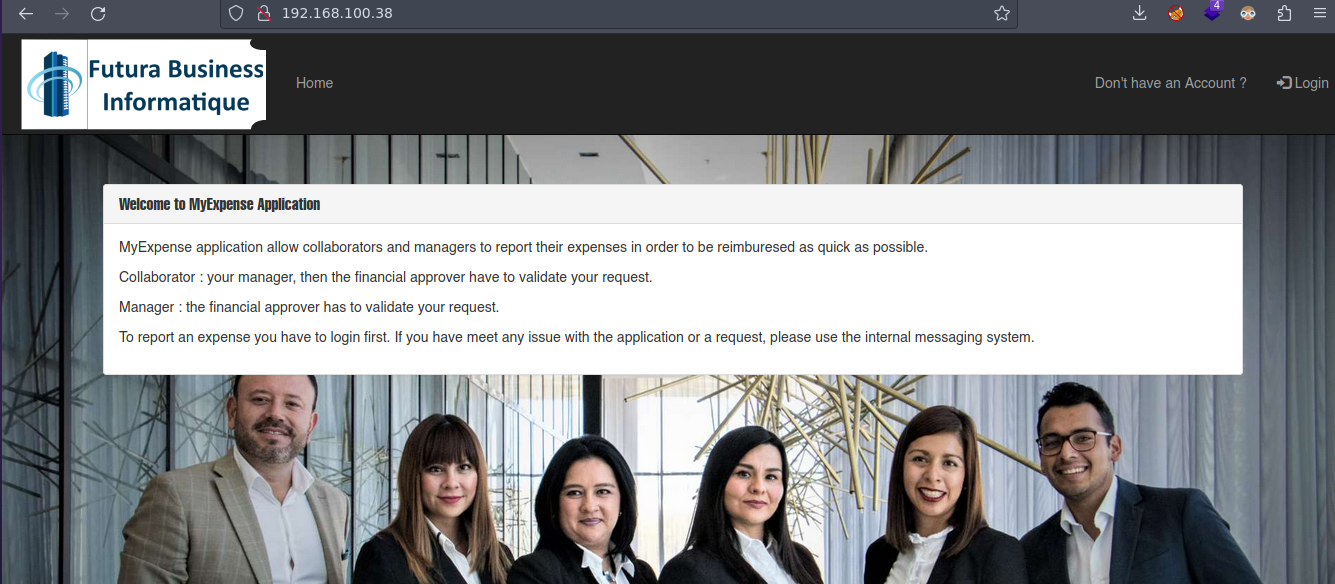 192.168.100.38
4
Futura Business
Informatique
Home
Don't have an Account ?
Login
Welcome to MyExpense Application
MyExpense application allow collaborators and managers to report their expenses in order to be reimburesed as quick as possible.
Collaborator : your manager, then the financial approver have to validate your request.
Manager : the financial approver has to validate your request.
To report an expense you have to login first. If you have meet any issue with the application or a request, please use the internal messaging system.